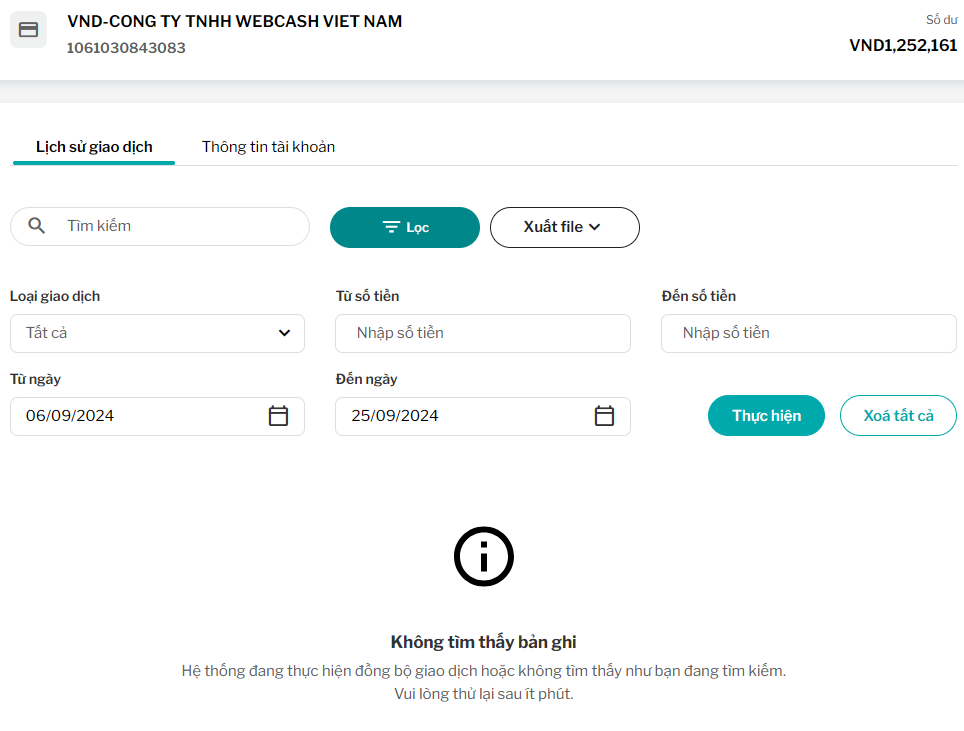 VND-CONG TY TNHH WEBCASH VIET NAM
1061030843083
Số dư
VND1,252,161
Lịch sử giao dịch
Thông tin tài khoản
Tìm kiếm
Lọc
Xuất file
Loại giao dịch
Từ số tiền
Đến số tiền
Tất cả
Nhập số tiền
Nhập số tiền
Từ ngày
Đến ngày
06/09/2024
25/09/2024
Thực hiện
Xoá tất cả
Không tìm thấy bản ghi
Hệ thống đang thực hiện đồng bộ giao dịch hoặc không tìm thấy như bạn đang tìm kiếm.
Vui lòng thử lại sau ít phút.